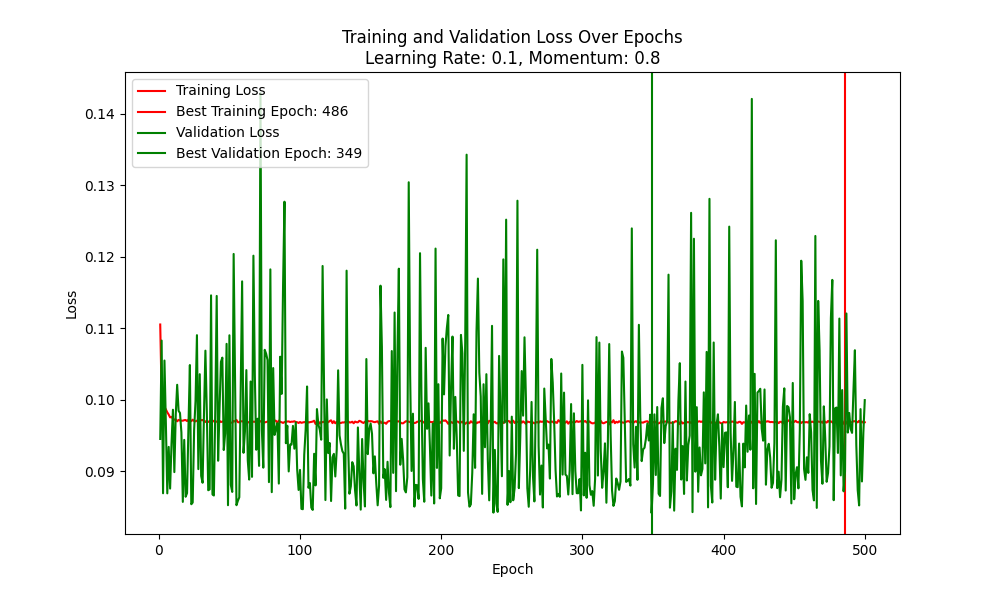 Training and Validation Loss Over Epochs
Learning Rate: 0.1, Momentum: 0.8
Training Loss
Best Training Epoch: 486
Validation Loss
Best Validation Epoch: 349
Loss
0.14
0.13
0.12
0.11
0.10
0.09
0 100 200 300 400 500
Epoch